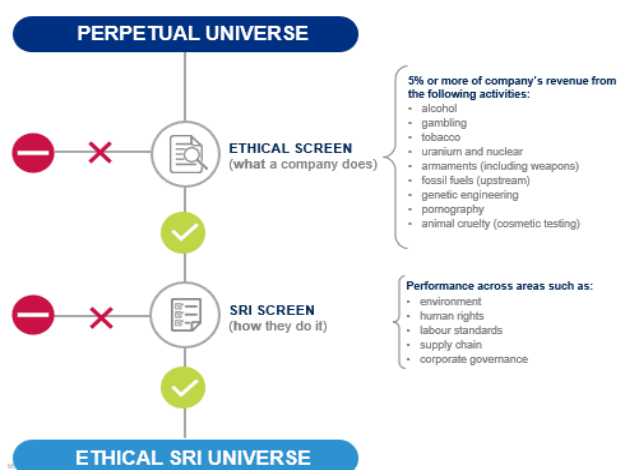 PERPETUAL UNIVERSE
ETHICAL SCREEN
(what a company does)
5% or more of company's revenue from
the following activities:
• alcohol
• gambling
• tobacco
• uranium and nuclear
• armaments (including weapons)
• fossil fuels (upstream)
• genetic engineering
• pornography
• animal cruelty (cosmetic testing)
SRI SCREEN
(how they do it)
Performance across areas such as:
• environment
• human rights
• labour standards
• supply chain
• corporate governance
ETHICAL SRI UNIVERSE